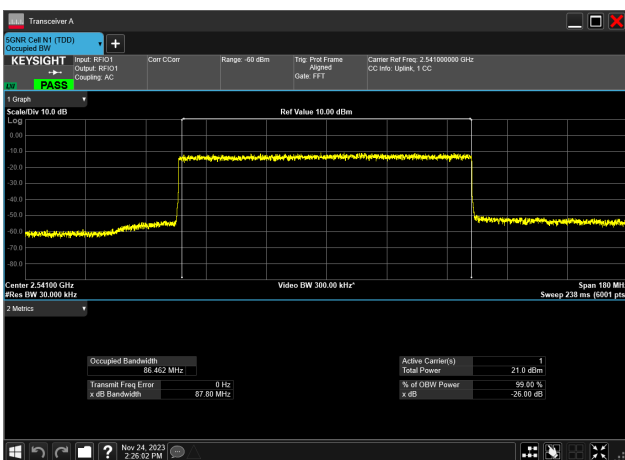 Transceiver A
5GNR Cell N1 (TDD)
Occupied BW
KEYSIGHT
Input: RFIO1
Output: RFIO1
Coupling: AC
Corr CCorr
Range: -60 dBm
Trig: Prot Frame
Aligned
Gate: FFT
Carrier Ref Freq: 2.541000000 GHz
CC Info: Uplink, 1 CC
PASS
1 Graph
Scale/Div 10.0 dB
Ref Value 10.00 dBm
Log
0.00
-10.0
-20.0
-30.0
-40.0
-50.0
-60.0
-70.0
-80.0
Center 2.54100 GHz
Video BW 300.00 kHz*
Span 180 MH
#Res BW 30.000 kHz
Sweep 238 ms (6001 pts
2 Metrics
Occupied Bandwidth
86.462 MHz
Active Carrier(s) 1
Total Power 21.0 dBm
Transmit Freq Error 0 Hz
x dB Bandwidth 87.80 MHz
% of OBW Power 99.00 %
x dB -26.00 dB
Nov 24, 2023
2:26:02 PM